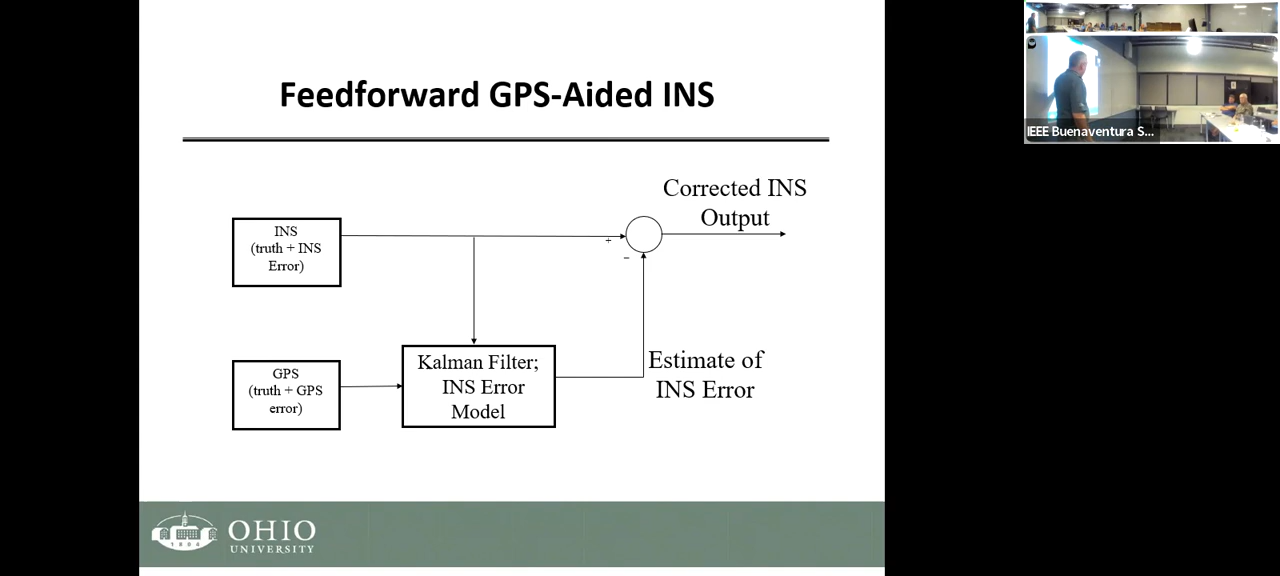 Feedforward GPS-Aided INS
Corrected INS
Output
INS
(truth + INS
Error)
+
−
GPS
(truth + GPS
error)
Kalman Filter;
INS Error
Model
Estimate of
INS Error
1804
OHIO
UNIVERSITY
IEEE Buenaventura S...